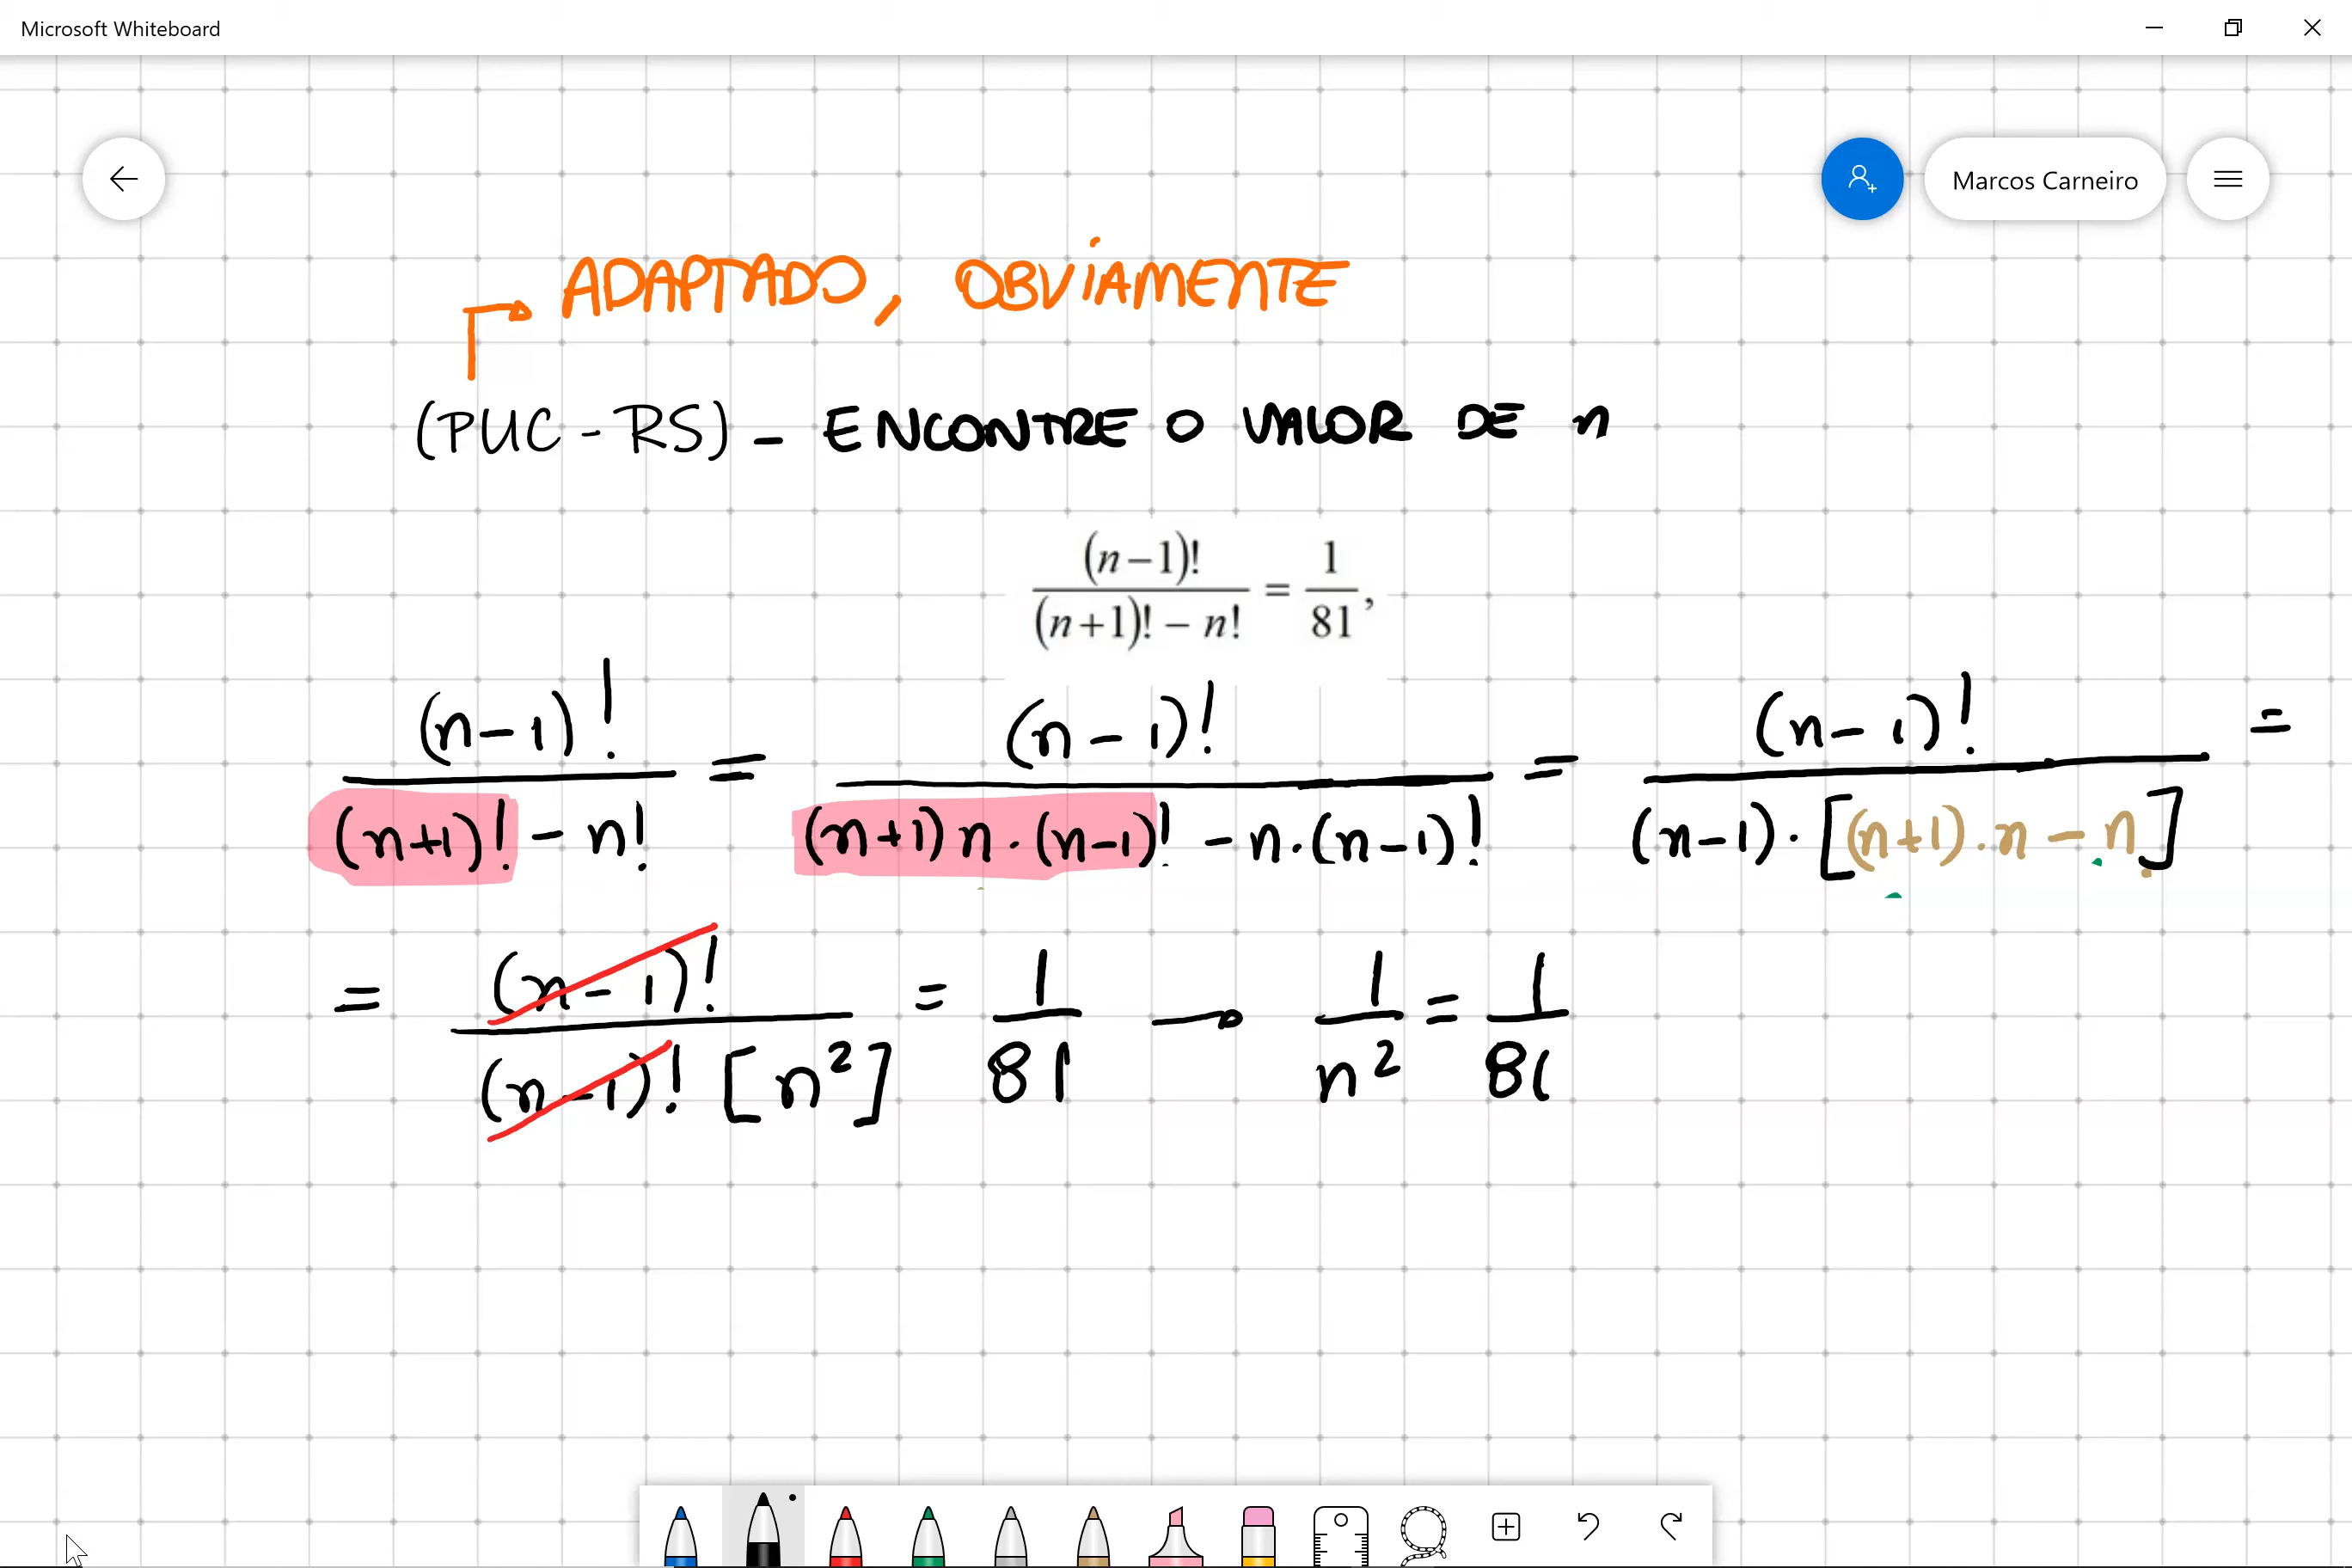 Microsoft Whiteboard
Marcos Carneiro
ADAPTADO, OBVIAMENTE
(PUC-RS) - ENCONTRE O VALOR DE n
(n-1)! / ((n+1)! - n!) = 1/81,
(n-1)! / ((n+1)! - n!) = (n-1)! / ((n+1)n·(n-1)! - n·(n-1)!) = (n-1)! / ((n-1)·[(n+1)·n - n]) =
= (n-1)! / ((n-1)! [n²]) = 1/81 → 1/n² = 1/81